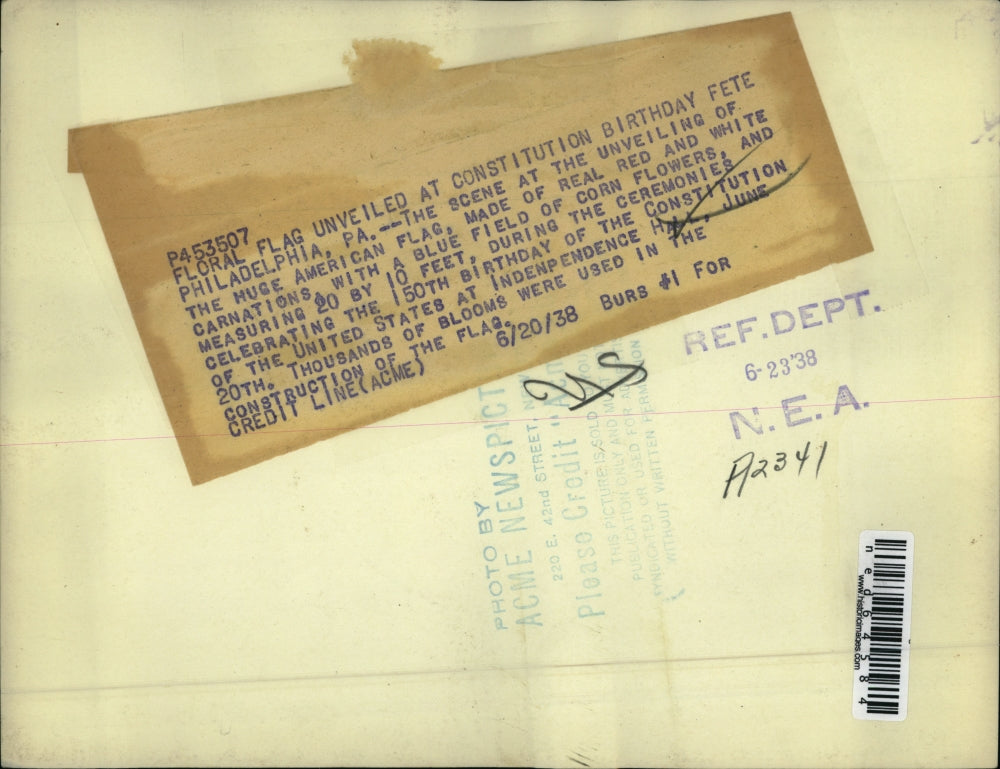 P453507
FLORAL FLAG UNVEILED AT CONSTITUTION BIRTHDAY FETE
PHILADELPHIA, PA.--THE SCENE AT THE UNVEILING OF
THE HUGE AMERICAN FLAG, MADE OF REAL RED AND WHITE
CARNATIONS, WITH A BLUE FIELD OF CORN FLOWERS, AND
MEASURING 20 BY 10 FEET, DURING THE CEREMONIES
CELEBRATING THE 150TH BIRTHDAY OF THE CONSTITUTION
OF THE UNITED STATES AT INDENPENDENCE HALL, JUNE
20TH. THOUSANDS OF BLOOMS WERE USED IN THE
CONSTRUCTION OF THE FLAG.
CREDIT LINE(ACME) 6/20/38 BURS #1 FOR
REF. DEPT.
6-23'38
N.E.A.
A2341
PHOTO BY
ACME NEWSPICT
220 E. 42nd STREET, N
Please Credit "Acm
THIS PICTURE IS SOLD
PUBLICATION ONLY AND M
SYNDICATED OR USED FOR A
WITHOUT WRITTEN PERMISSION
ned64584
www.historicimages.com